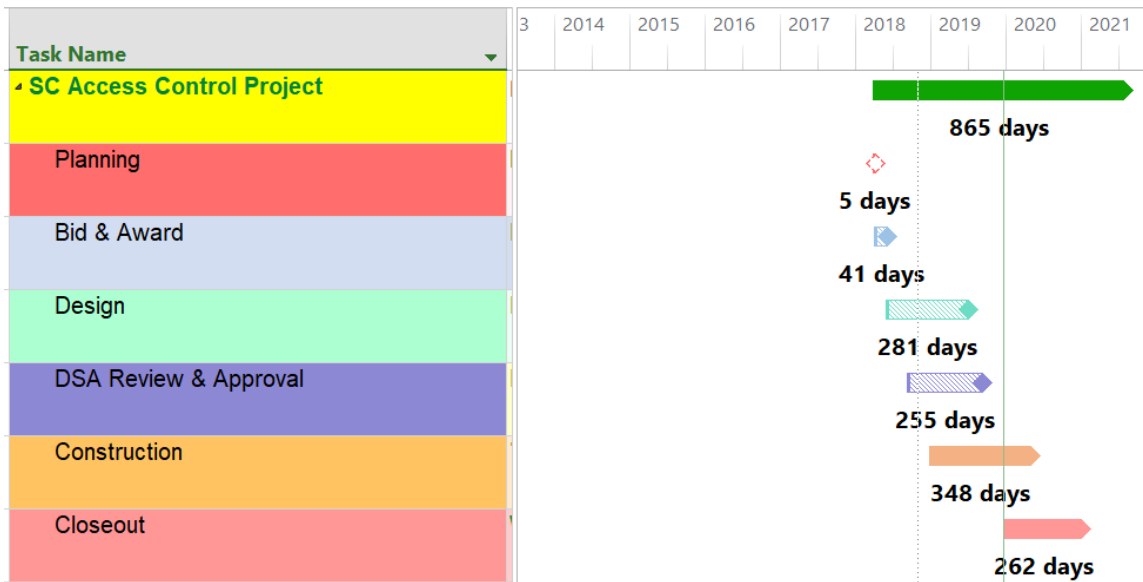 3 2014 2015 2016 2017 2018 2019 2020 2021
Task Name
SC Access Control Project
865 days
Planning
5 days
Bid & Award
41 days
Design
281 days
DSA Review & Approval
255 days
Construction
348 days
Closeout
262 days